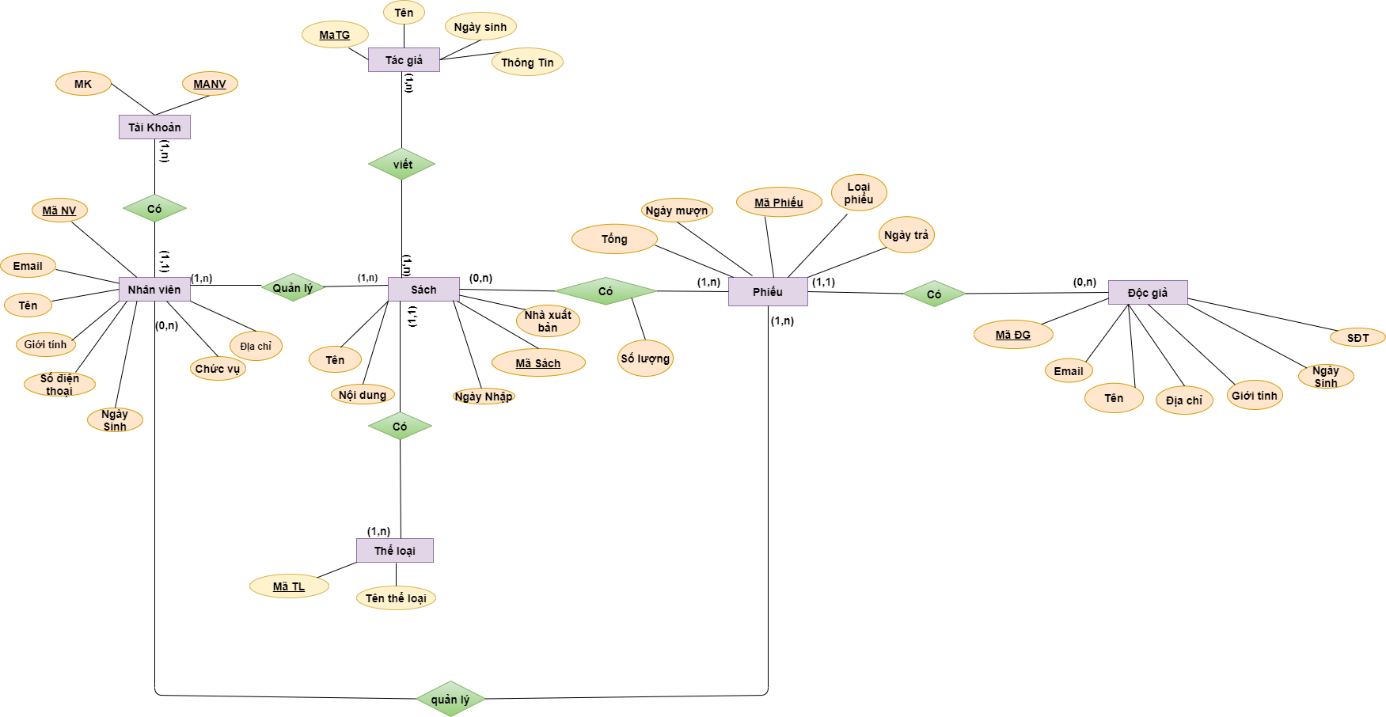 Tên
MaTG
Ngày sinh
Tác giả
Thông Tin
(1,n)
MK
MANV
Tài Khoản
(1,n)
viết
Có
Mã NV
(1,1)
Email
Tên
Giới tính
Số điện
thoại
Ngày
Sinh
Nhân viên
(1,n)
(0,n)
Địa chỉ
Chức vụ
Quản lý
(1,n)
(1,n)
Sách
(0,n)
(1,1)
Tên
Nội dung
Nhà xuất
bản
Mã Sách
Ngày Nhập
Có
Số lượng
(1,n)
Ngày mượn
Tổng
Mã Phiếu
Loại
phiếu
Ngày trả
Phiếu
(1,1)
(1,n)
Có
(0,n)
Độc giả
Mã ĐG
Email
Tên
Địa chỉ
Giới tính
Ngày
Sinh
SĐT
Có
(1,n)
Thể loại
Mã TL
Tên thể loại
quản lý